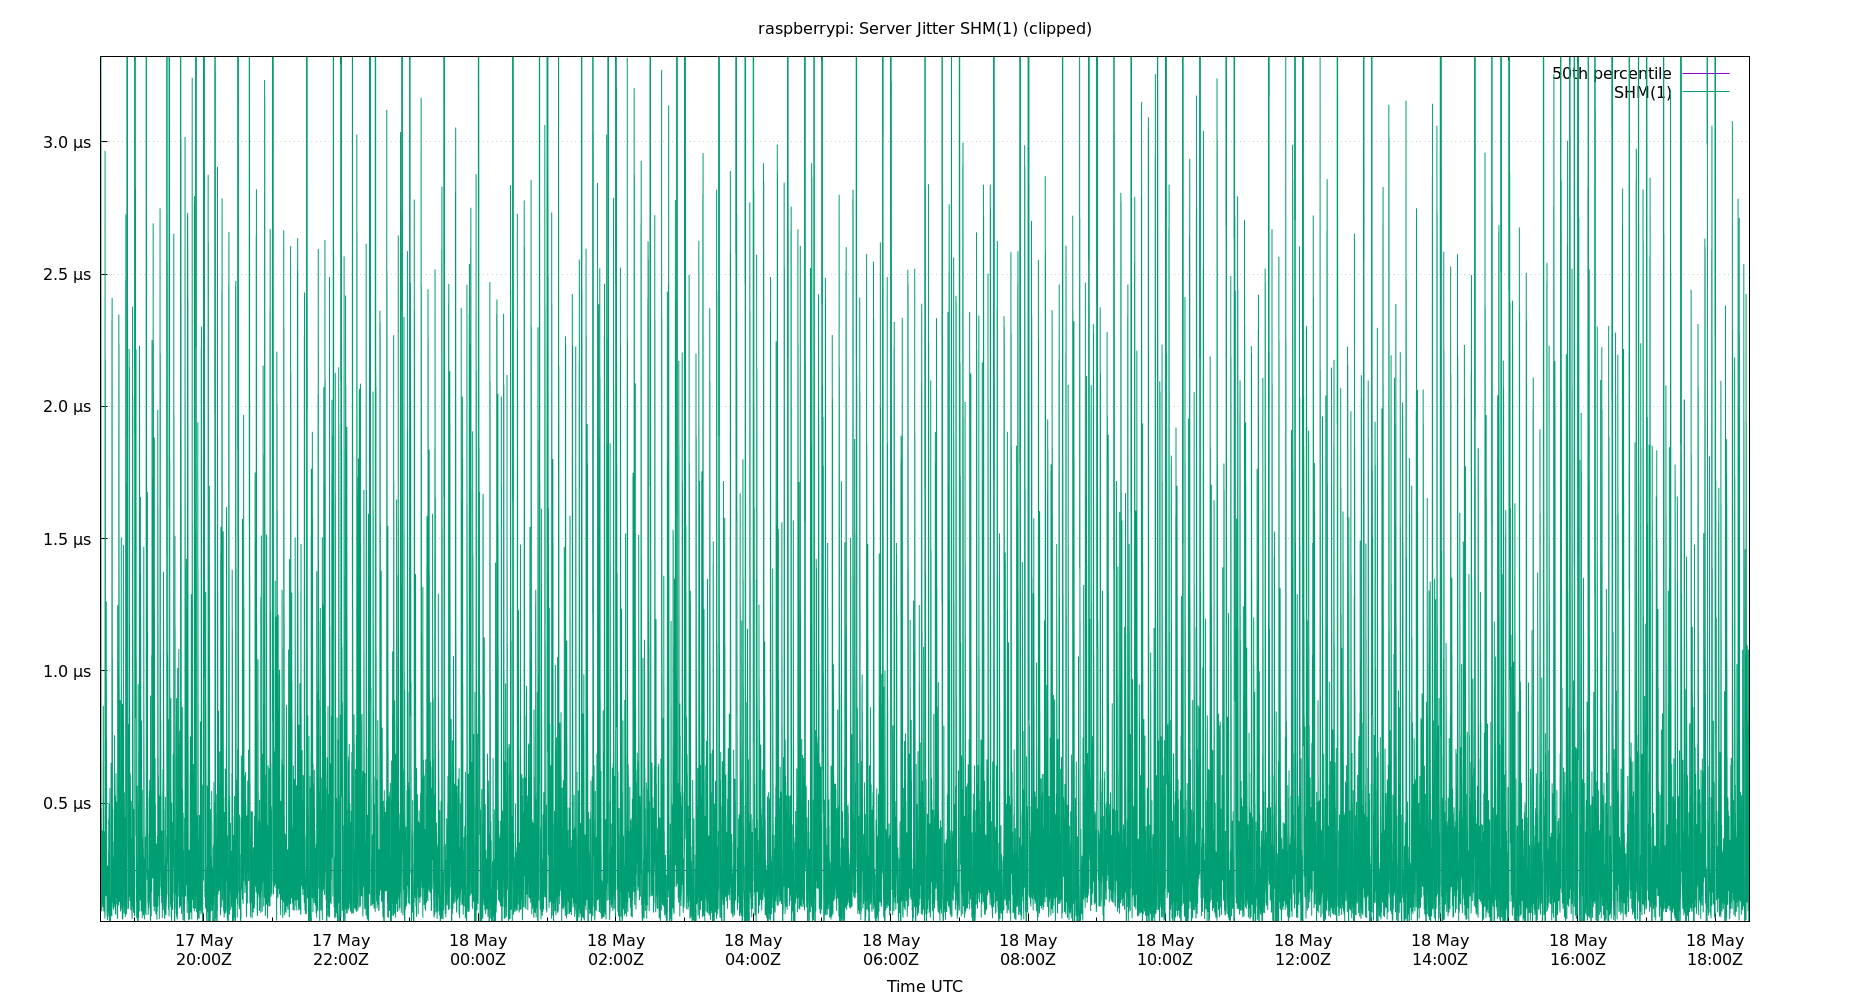 raspberrypi: Server Jitter SHM(1) (clipped)
50th percentile
SHM(1)
3.0 µs
2.5 µs
2.0 µs
1.5 µs
1.0 µs
0.5 µs
17 May 17 May 18 May 18 May 18 May 18 May 18 May 18 May 18 May 18 May 18 May 18 May
20:00Z 22:00Z 00:00Z 02:00Z 04:00Z 06:00Z 08:00Z 10:00Z 12:00Z 14:00Z 16:00Z 18:00Z
Time UTC